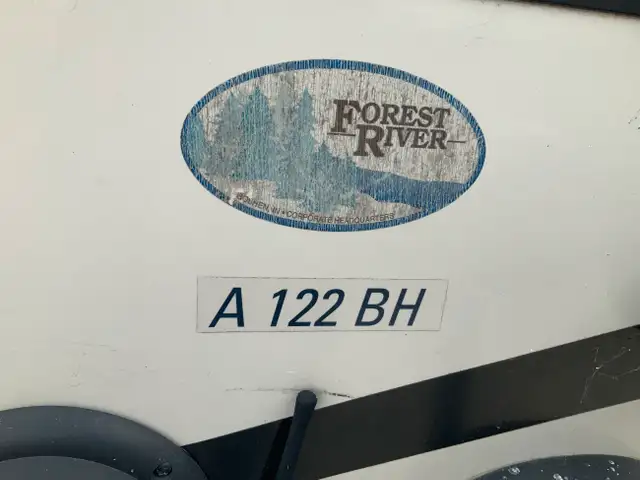 FOREST
RIVER
CORPORATE HEADQUARTERS
A 122 BH